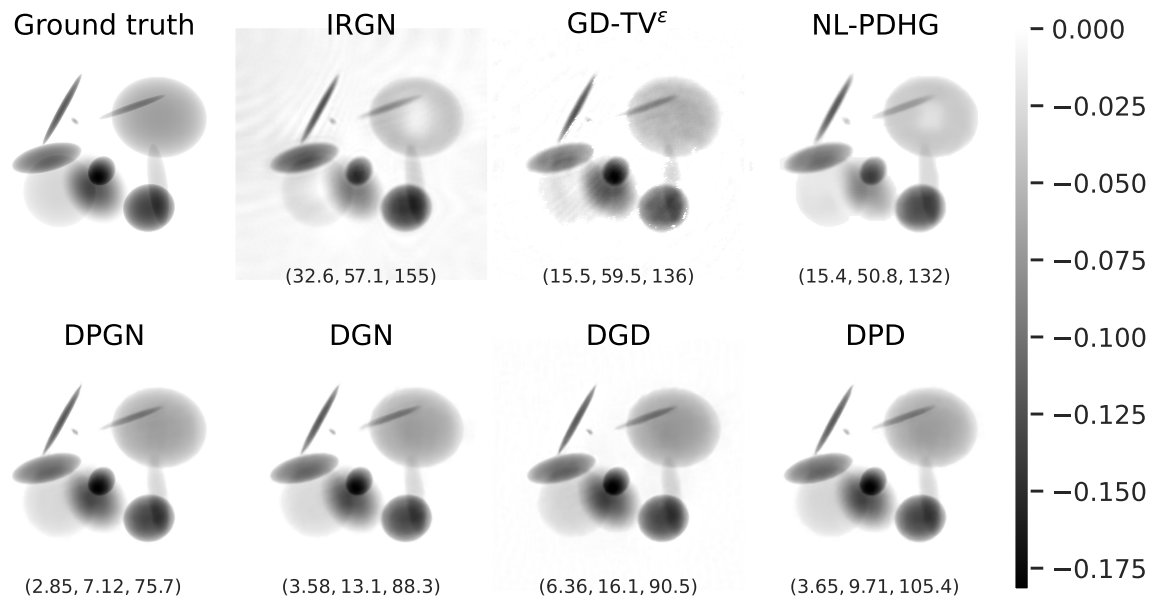 Ground truth
IRGN
GD-TVᵋ
NL-PDHG
(32.6, 57.1, 155)
(15.5, 59.5, 136)
(15.4, 50.8, 132)
DPGN
DGN
DGD
DPD
(2.85, 7.12, 75.7)
(3.58, 13.1, 88.3)
(6.36, 16.1, 90.5)
(3.65, 9.71, 105.4)
0.000
−0.025
−0.050
−0.075
−0.100
−0.125
−0.150
−0.175